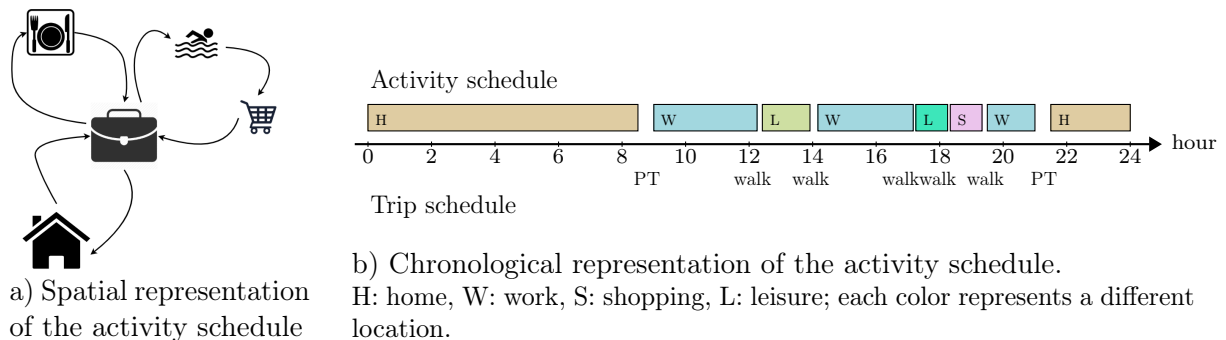 Activity schedule
H W L W L S W H
0 2 4 6 8 10 12 14 16 18 20 22 24 hour
PT walk walk walk walk walk PT
Trip schedule
a) Spatial representation
of the activity schedule
b) Chronological representation of the activity schedule.
H: home, W: work, S: shopping, L: leisure; each color represents a different
location.